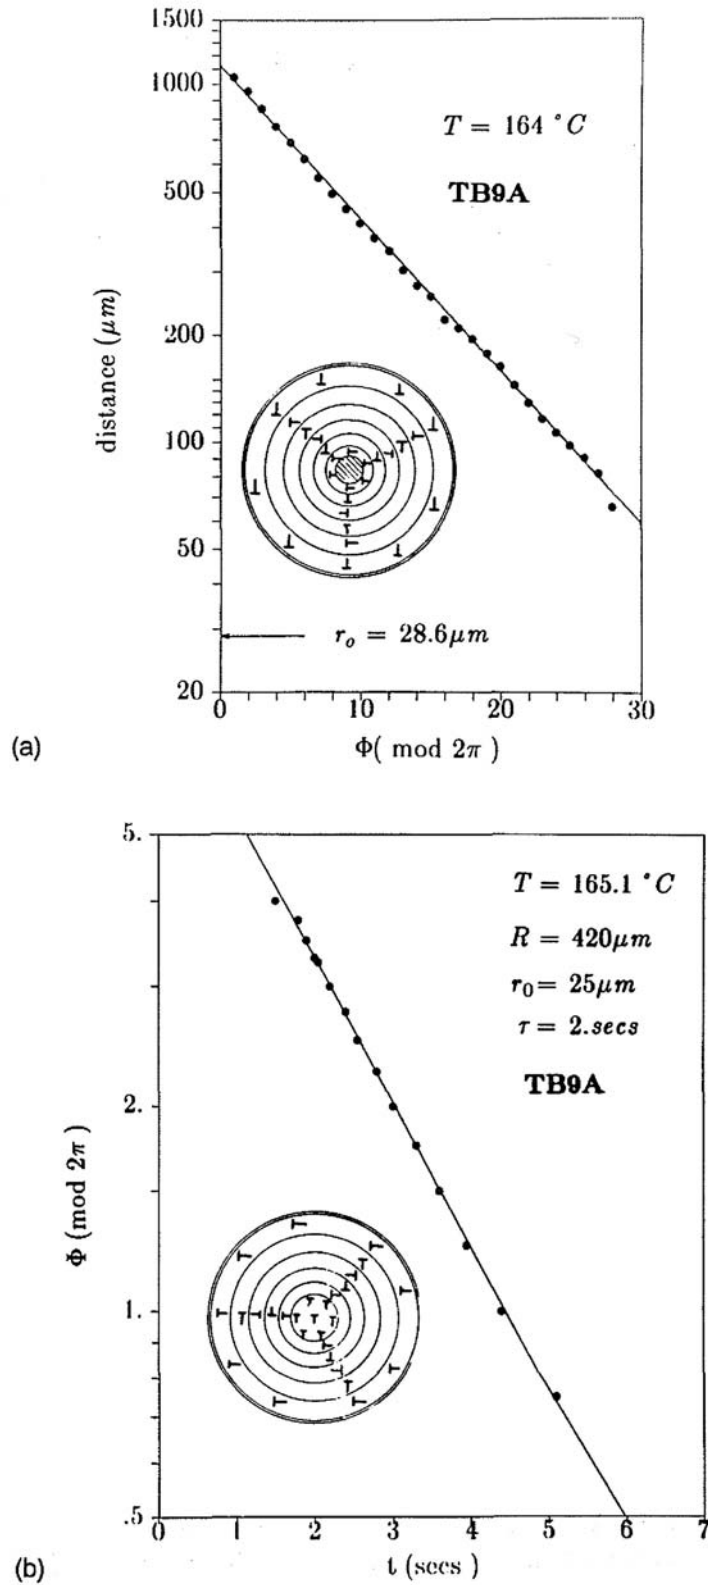 1500
1000
T = 164 °C
500
TB9A
distance (μm)
200
100
50
r_o = 28.6μm
20
0
10
20
30
(a)
Φ( mod 2π )
5.
T = 165.1 °C
R = 420μm
r_0 = 25μm
τ = 2.secs
TB9A
2.
Φ (mod 2π)
1.
.5
0
1
2
3
4
5
6
7
(b)
t (secs)